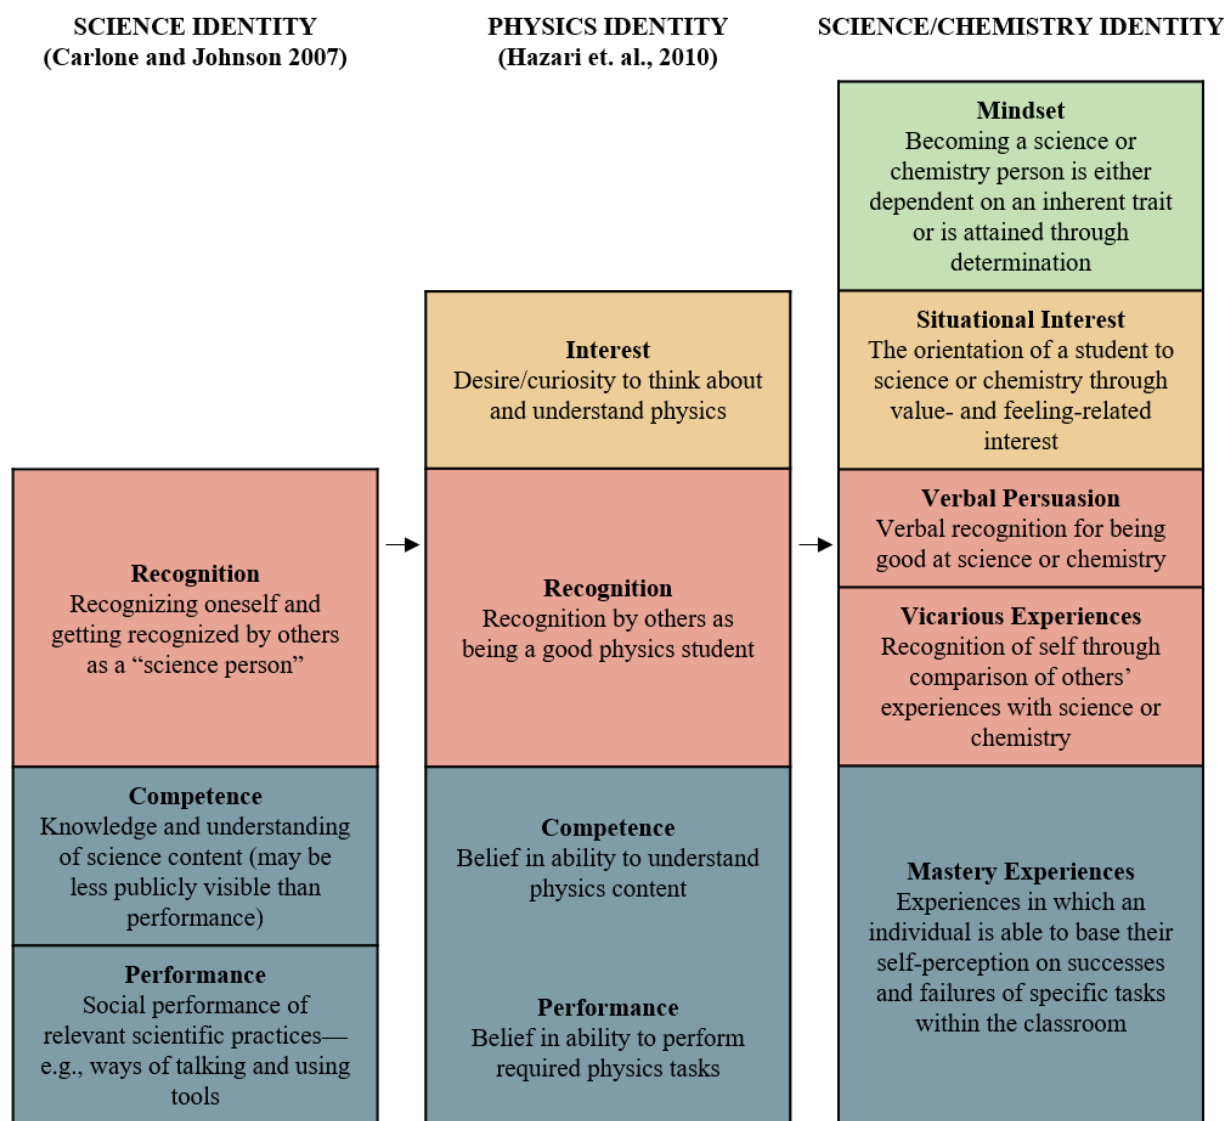 SCIENCE IDENTITY
(Carlone and Johnson 2007)
Recognition
Recognizing oneself and
getting recognized by others
as a “science person”
Competence
Knowledge and understanding
of science content (may be
less publicly visible than
performance)
Performance
Social performance of
relevant scientific practices—
e.g., ways of talking and using
tools
PHYSICS IDENTITY
(Hazari et. al., 2010)
Interest
Desire/curiosity to think about
and understand physics
Recognition
Recognition by others as
being a good physics student
Competence
Belief in ability to understand
physics content
Performance
Belief in ability to perform
required physics tasks
SCIENCE/CHEMISTRY IDENTITY
Mindset
Becoming a science or
chemistry person is either
dependent on an inherent trait
or is attained through
determination
Situational Interest
The orientation of a student to
science or chemistry through
value- and feeling-related
interest
Verbal Persuasion
Verbal recognition for being
good at science or chemistry
Vicarious Experiences
Recognition of self through
comparison of others’
experiences with science or
chemistry
Mastery Experiences
Experiences in which an
individual is able to base their
self-perception on successes
and failures of specific tasks
within the classroom